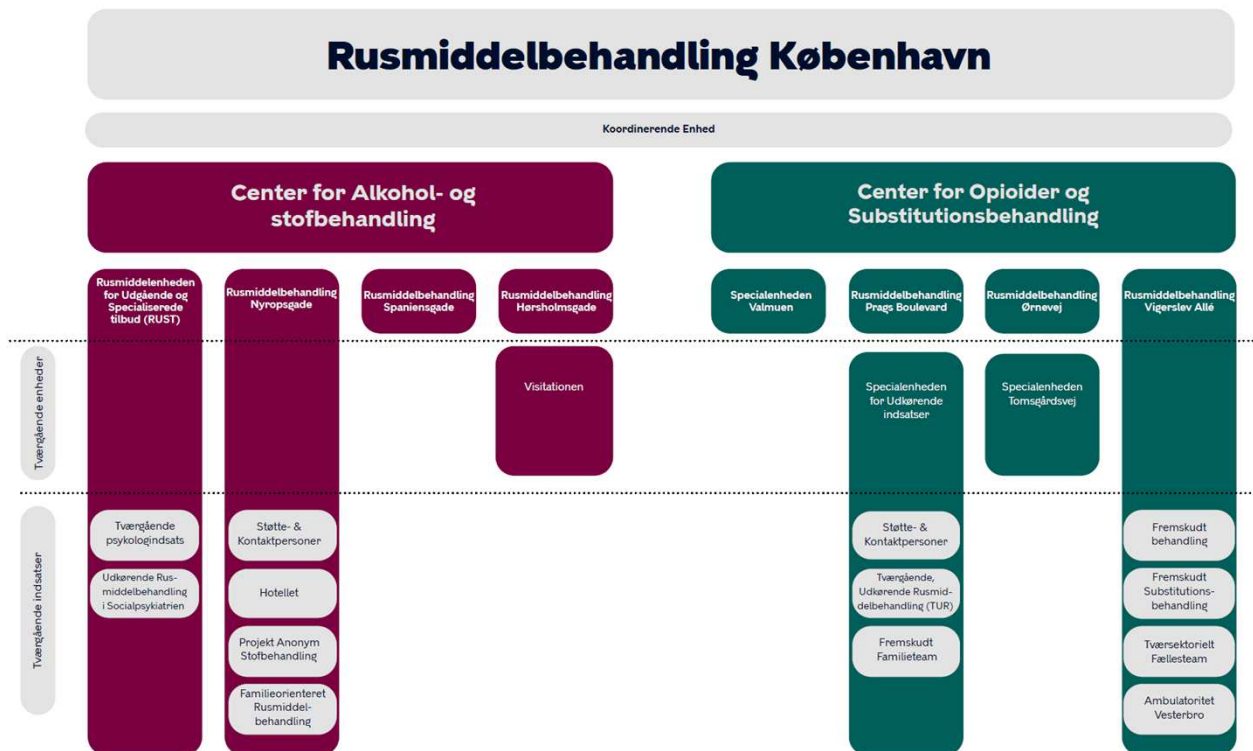 Rusmiddelbehandling København
Koordinerende Enhed
Center for Alkohol- og
stofbehandling
Center for Opioider og
Substitutionsbehandling
Rusmiddelenheden
for Udgående og
Specialiserede
tilbud (RUST)
Rusmiddelbehandling
Nyropsgade
Rusmiddelbehandling
Spaniensgade
Rusmiddelbehandling
Hørsholmsgade
Specialenheden
Valmuen
Rusmiddelbehandling
Prags Boulevard
Rusmiddelbehandling
Ørnevej
Rusmiddelbehandling
Vigerslev Allé
Tværgående enheder
Visitationen
Specialenheden
for Udkørende
indsatser
Specialenheden
Tomsgårdsvej
Tværgående indsatser
Tværgående
psykologindsats
Udkørende Rus-
middelbehandling
i Socialpsykiatrien
Støtte- &
Kontaktpersoner
Hotellet
Projekt Anonym
Stofbehandling
Familieorienteret
Rusmiddel-
behandling
Støtte- &
Kontaktpersoner
Tværgående,
Udkørende Rusmid-
delbehandling (TUR)
Fremskudt
Familieteam
Fremskudt
behandling
Fremskudt
Substitutions-
behandling
Tværsektorielt
Fællesteam
Ambulatoritet
Vesterbro